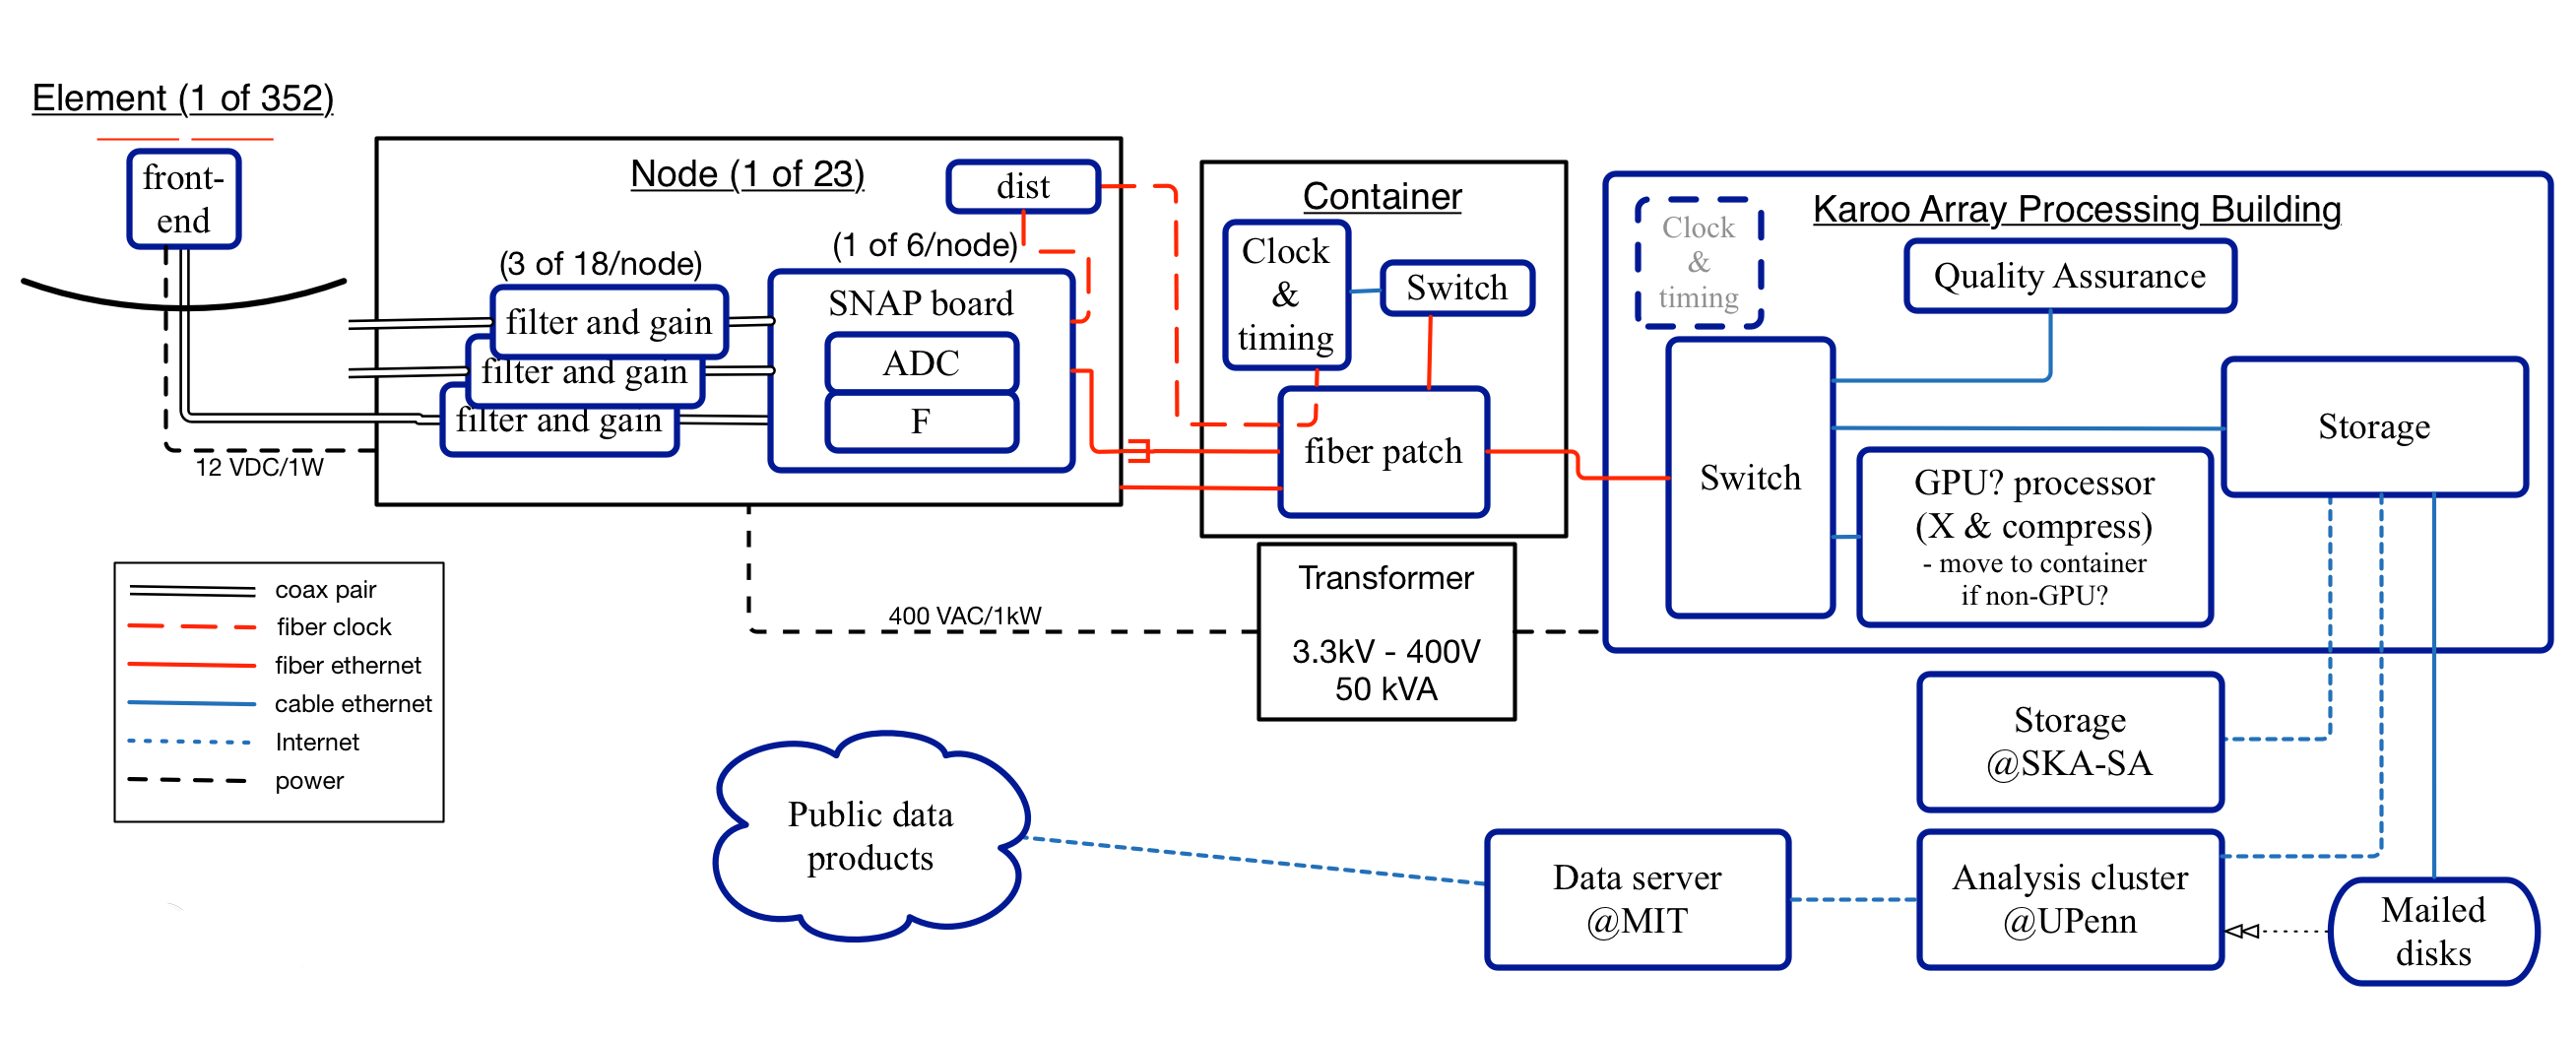 Element (1 of 352)
front-
end
12 VDC/1W
Node (1 of 23)
dist
(3 of 18/node)
(1 of 6/node)
filter and gain
filter and gain
filter and gain
SNAP board
ADC
F
Container
Clock
&
timing
Switch
fiber patch
Karoo Array Processing Building
Clock
&
timing
Quality Assurance
Switch
Storage
GPU? processor
(X & compress)
- move to container
if non-GPU?
Transformer
3.3kV - 400V
50 kVA
400 VAC/1kW
coax pair
fiber clock
fiber ethernet
cable ethernet
Internet
power
Storage
@SKA-SA
Public data
products
Data server
@MIT
Analysis cluster
@UPenn
Mailed
disks